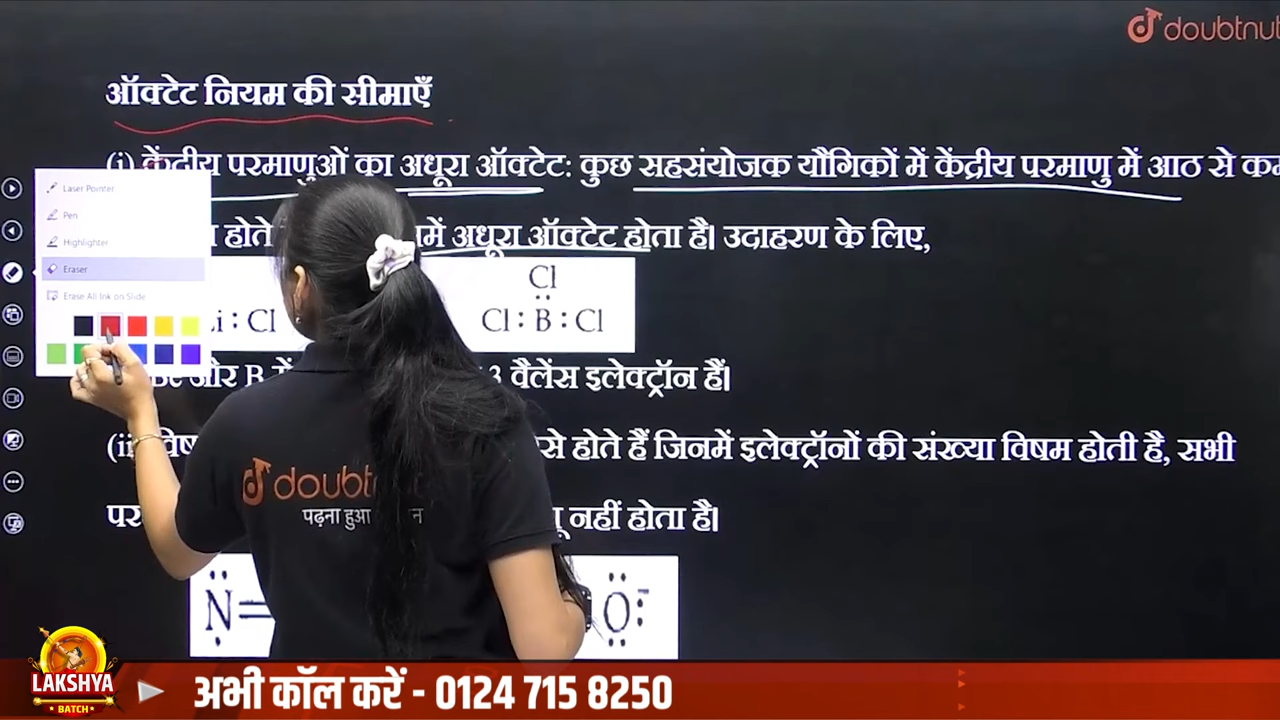 doubtnut
ऑक्टेट नियम की सीमाएँ
(i) केंद्रीय परमाणुओं का अधूरा ऑक्टेट: कुछ सहसंयोजक यौगिकों में केंद्रीय परमाणु में आठ से कम
Laser Pointer
Pen
Highlighter
Eraser
Erase All Ink on Slide
होते में अधूरा ऑक्टेट होता है। उदाहरण के लिए,
Cl
: Cl Cl : B : Cl
और B 3 वैलेंस इलेक्ट्रॉन हैं।
से होते हैं जिनमें इलेक्ट्रॉनों की संख्या विषम होती है, सभी
नहीं होता है।
N= O
पढ़ना हुआ
LAKSHYA
BATCH
अभी कॉल करें - 0124 715 8250